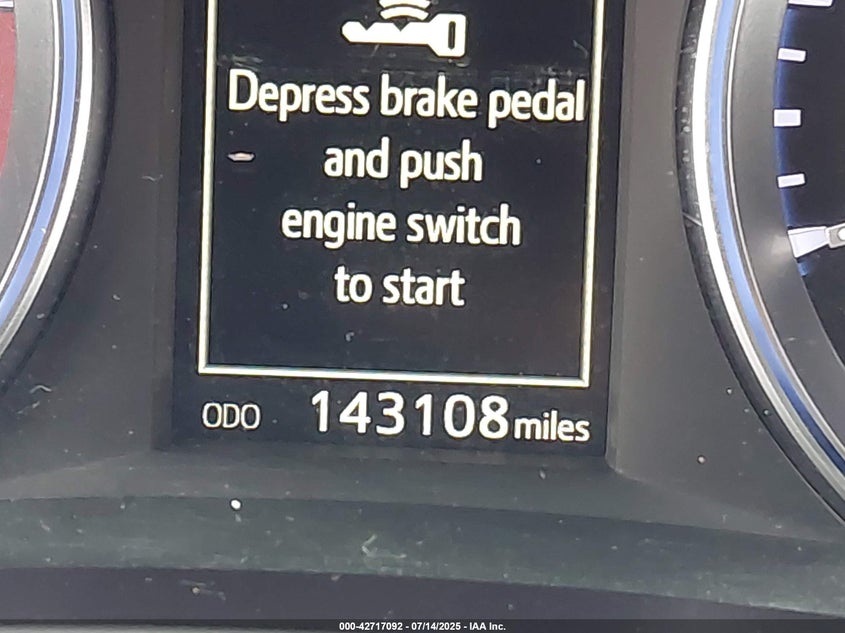 Depress brake pedal
and push
engine switch
to start
ODO 143108 miles
000-42717092 - 07/14/2025 - IAA Inc.